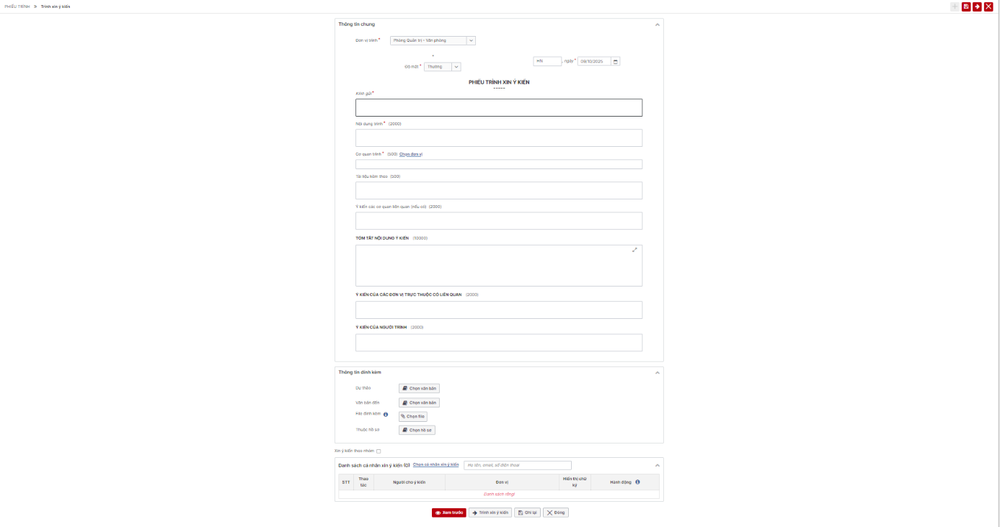 PHIẾU TRÌNH » Trình xin ý kiến
Thông tin chung
Đơn vị trình * Phòng Quản trị - Văn phòng
*
HN , ngày * 09/10/2025
Độ mật * Thường
PHIẾU TRÌNH XIN Ý KIẾN
-----
Kính gửi *
Nội dung trình * (2000)
Cơ quan trình * (500) Chọn đơn vị
Tài liệu kèm theo (500)
Ý kiến các cơ quan liên quan (nếu có) (2000)
TÓM TẮT NỘI DUNG Ý KIẾN (10000)
Ý KIẾN CỦA CÁC ĐƠN VỊ TRỰC THUỘC CÓ LIÊN QUAN (2000)
Ý KIẾN CỦA NGƯỜI TRÌNH (2000)
Thông tin đính kèm
Dự thảo Chọn văn bản
Văn bản đến Chọn văn bản
File đính kèm Chọn file
Thuộc hồ sơ Chọn hồ sơ
Xin ý kiến theo nhóm
Danh sách cá nhân xin ý kiến (0) Chọn cá nhân xin ý kiến Họ tên, email, số điện thoại
STT Thao tác Người cho ý kiến Đơn vị Hiển thị chữ ký Hành động
Danh sách rỗng!
Xem trước Trình xin ý kiến Ghi lại Đóng